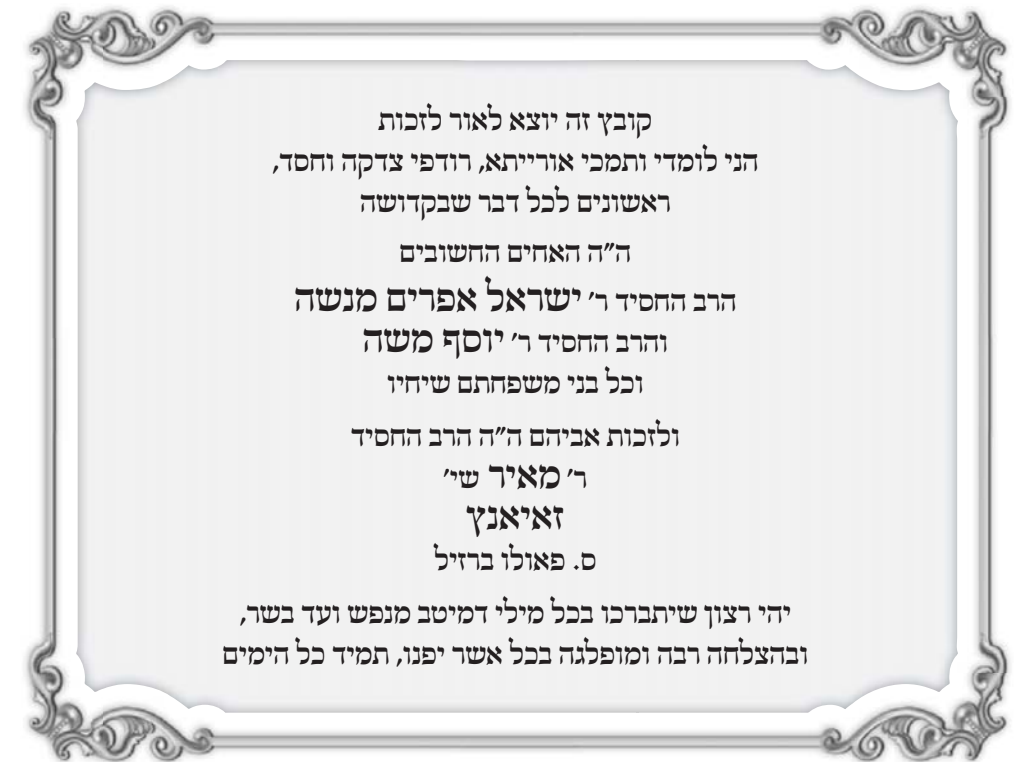 קובץ זה יוצא לאור לזכות
הני לומדי ותמכי אורייתא, רודפי צדקה וחסד,
ראשונים לכל דבר שבקדושה
ה״ה האחים החשובים
הרב החסיד ר׳ ישראל אפרים מנשה
והרב החסיד ר׳ יוסף משה
וכל בני משפחתם שיחיו
ולזכות אביהם ה״ה הרב החסיד
ר׳ מאיר שי׳
זאיאנץ
ס. פאולו ברזיל
יהי רצון שיתברכו בכל מילי דמיטב מנפש ועד בשר,
ובהצלחה רבה ומופלגה בכל אשר יפנו, תמיד כל הימים